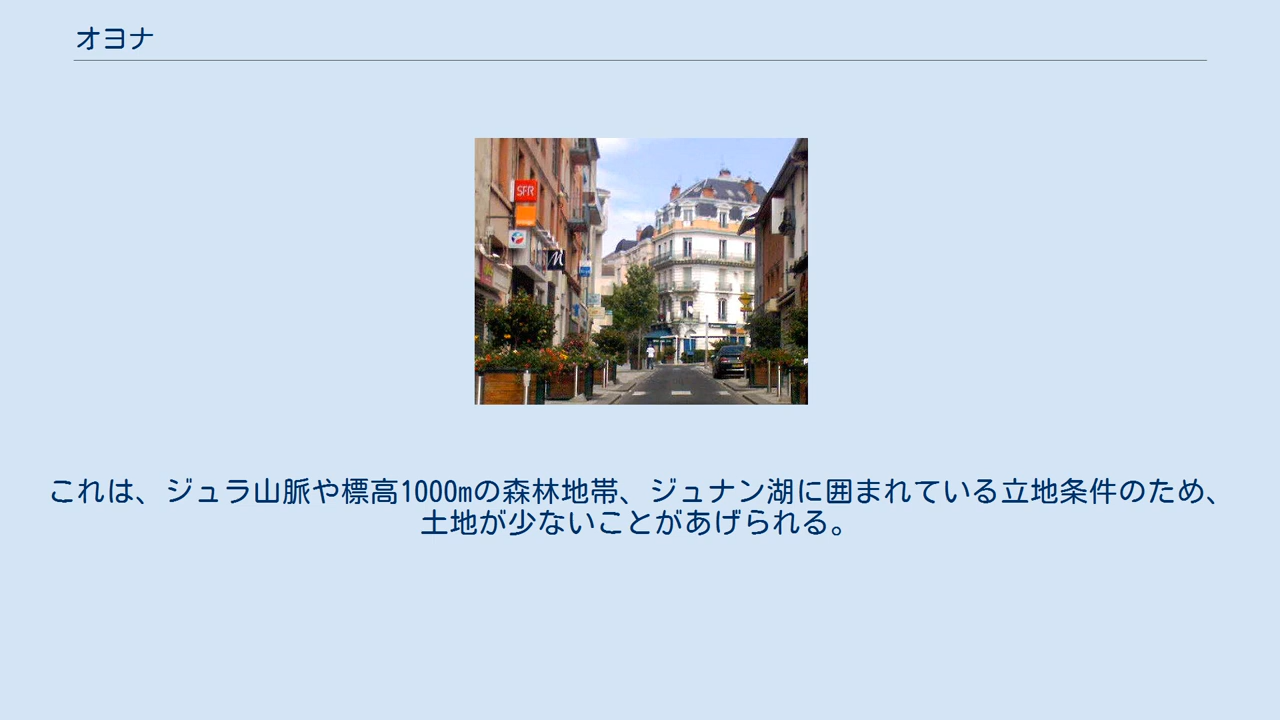 オヨナ
SFR
M
これは、ジュラ山脈や標高1000mの森林地帯、ジュナン湖に囲まれている立地条件のため、
土地が少ないことがあげられる。